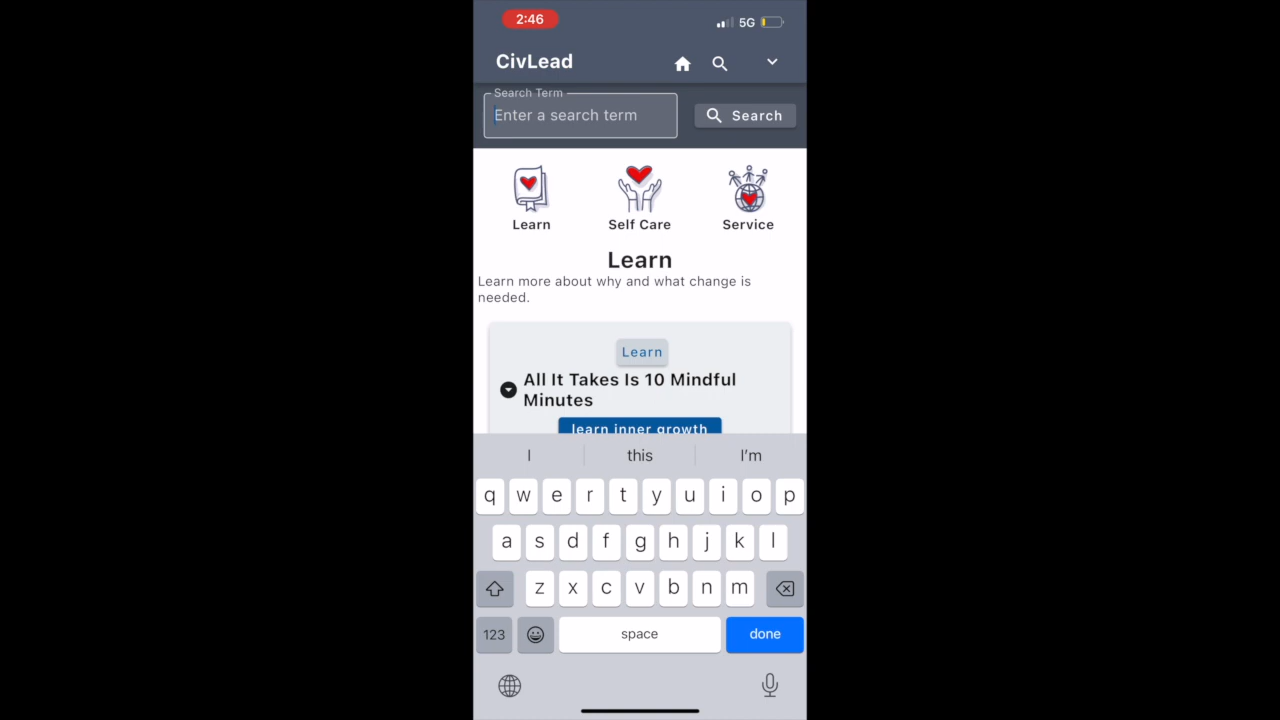 2:46
5G
CivLead
Search Term
Enter a search term
Search
Learn
Self Care
Service
Learn
Learn more about why and what change is
needed.
Learn
All It Takes Is 10 Mindful
Minutes
learn inner growth
I
this
I'm
q w e r t y u i o p
a s d f g h j k l
z x c v b n m
123
space
done